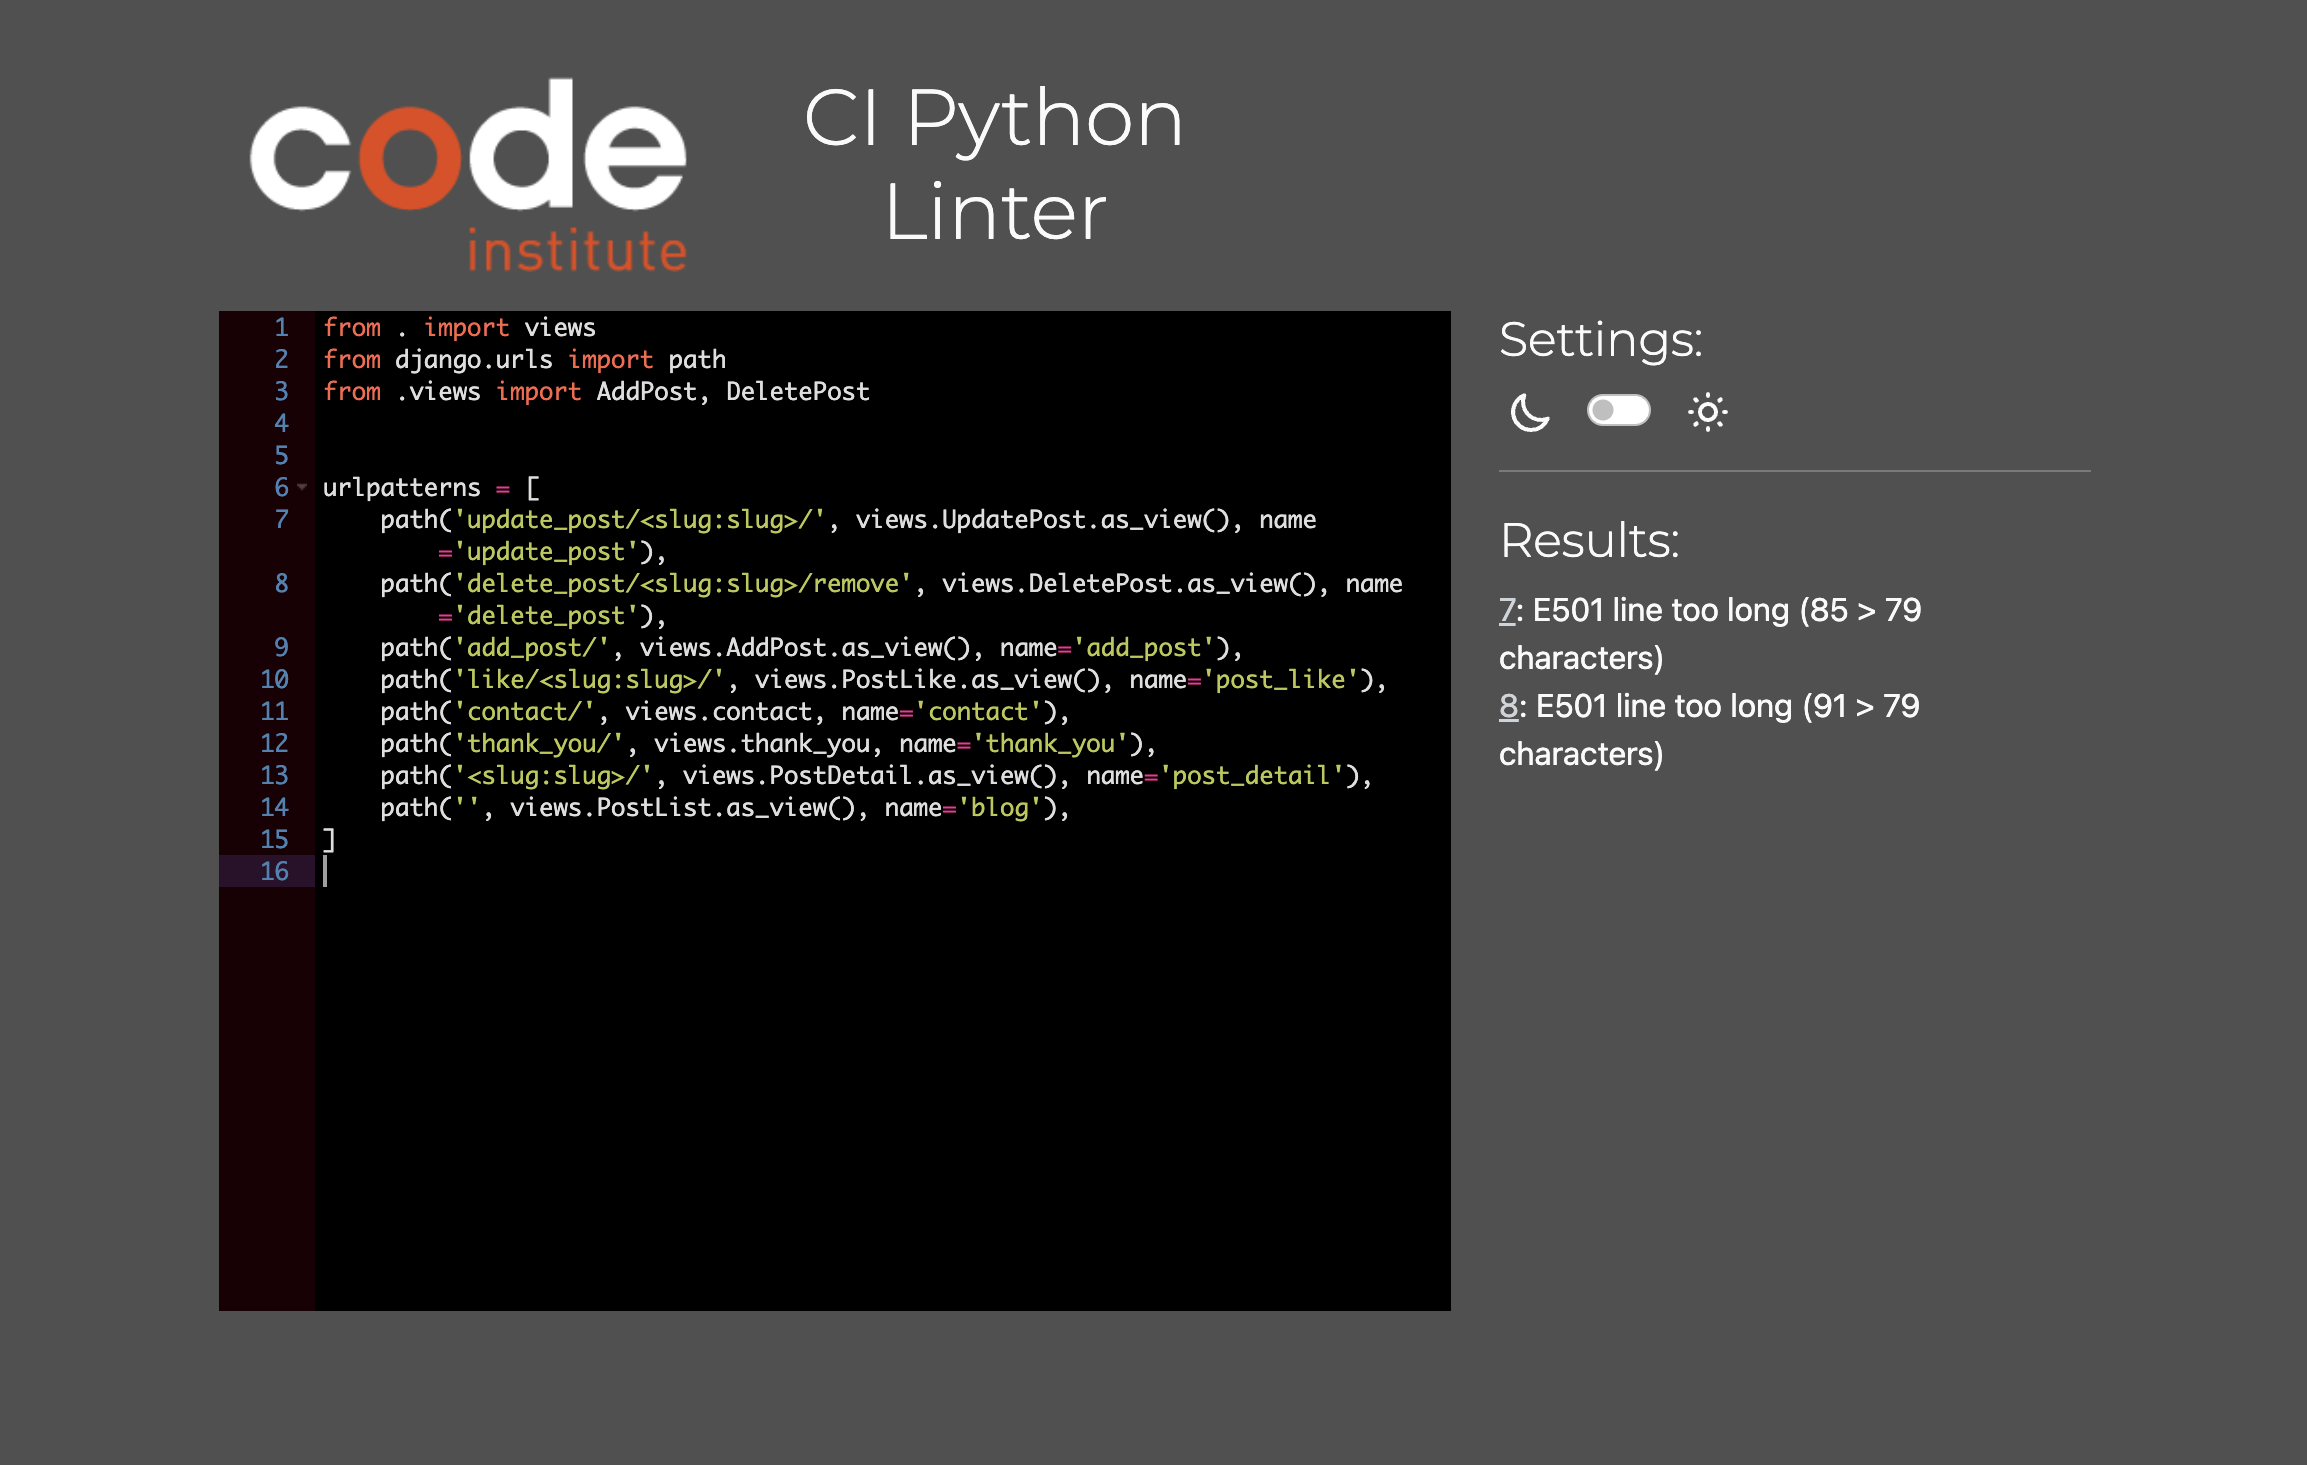 code
institute
CI Python
Linter
1 from . import views
2 from django.urls import path
3 from .views import AddPost, DeletePost
4
5
6 urlpatterns = [
7 path('update_post/<slug:slug>/', views.UpdatePost.as_view(), name
='update_post'),
8 path('delete_post/<slug:slug>/remove', views.DeletePost.as_view(), name
='delete_post'),
9 path('add_post/', views.AddPost.as_view(), name='add_post'),
10 path('like/<slug:slug>/', views.PostLike.as_view(), name='post_like'),
11 path('contact/', views.contact, name='contact'),
12 path('thank_you/', views.thank_you, name='thank_you'),
13 path('<slug:slug>/', views.PostDetail.as_view(), name='post_detail'),
14 path('', views.PostList.as_view(), name='blog'),
15 ]
16
Settings:
Results:
7: E501 line too long (85 > 79
characters)
8: E501 line too long (91 > 79
characters)